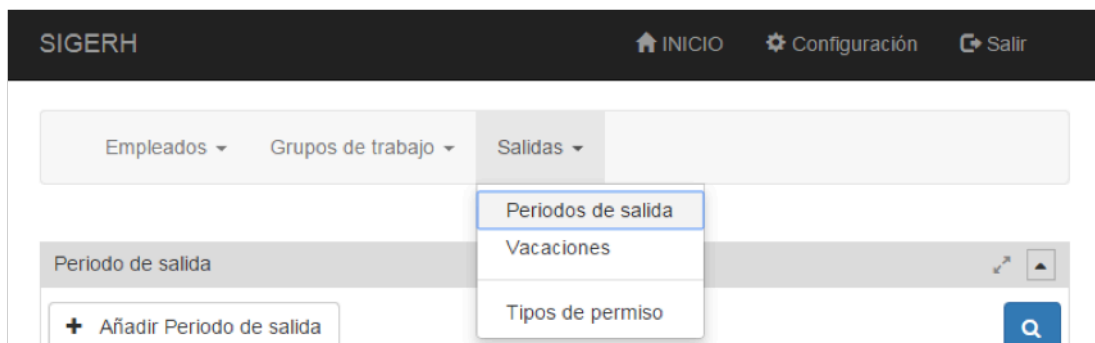 SIGERH INICIO Configuración Salir
Empleados Grupos de trabajo Salidas
Periodos de salida
Vacaciones
Tipos de permiso
Periodo de salida
Añadir Periodo de salida